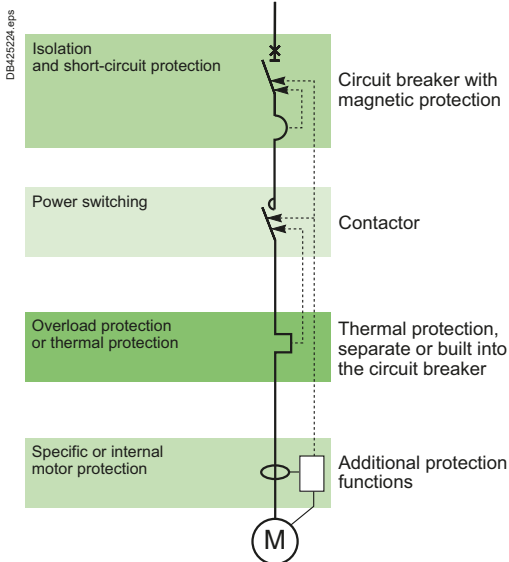 DB425224.eps
Isolation
and short-circuit protection
Circuit breaker with
magnetic protection
Power switching
Contactor
Overload protection
or thermal protection
Thermal protection,
separate or built into
the circuit breaker
Specific or internal
motor protection
Additional protection
functions
M